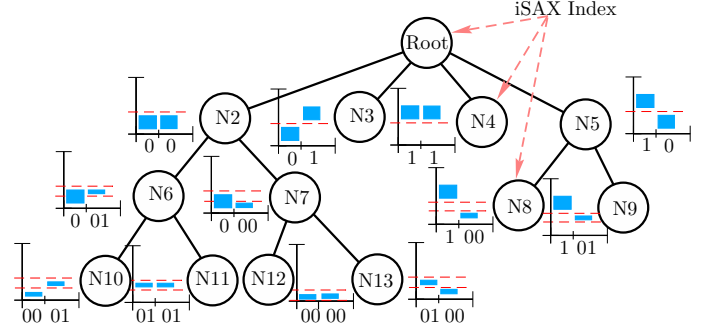 iSAX Index
Root
N2
N3
N4
N5
0 0
0 1
1 1
1 0
N6
N7
N8
N9
0 01
0 00
1 00
1 01
N10
N11
N12
N13
00 01
01 01
00 00
01 00